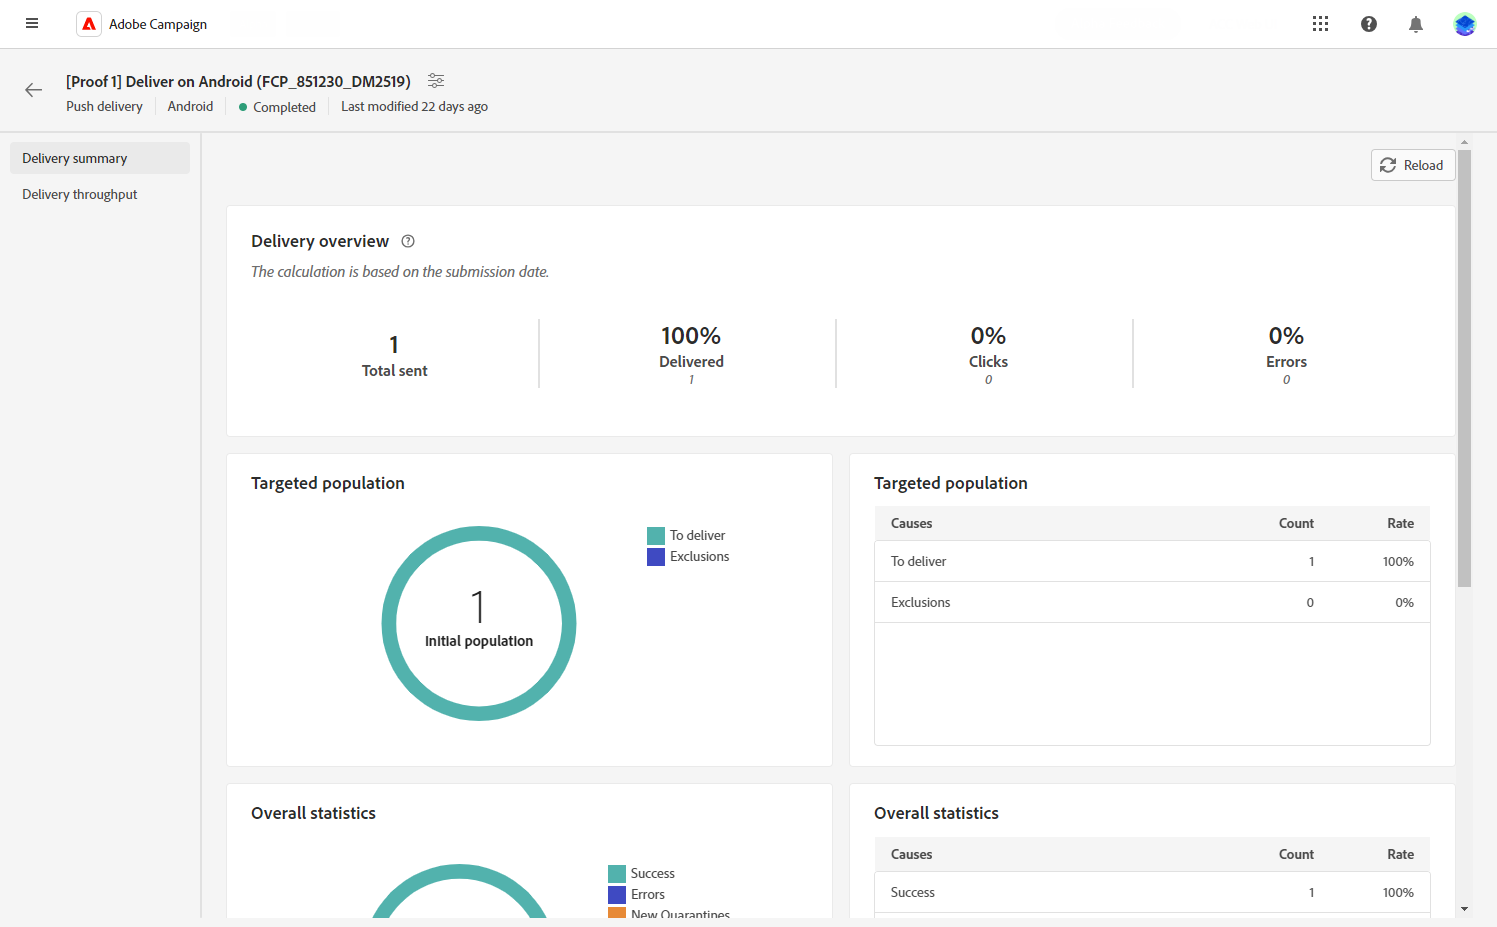 Adobe Campaign
[Proof 1] Deliver on Android (FCP_851230_DM2519)
Push delivery
Android
Completed
Last modified 22 days ago
Delivery summary
Delivery throughput
Reload
Delivery overview
The calculation is based on the submission date.
1
Total sent
100%
Delivered
1
0%
Clicks
0
0%
Errors
0
Targeted population
To deliver
Exclusions
1
Initial population
Targeted population
Causes Count Rate
To deliver 1 100%
Exclusions 0 0%
Overall statistics
Success
Errors
New Quarantines
Overall statistics
Causes Count Rate
Success 1 100%